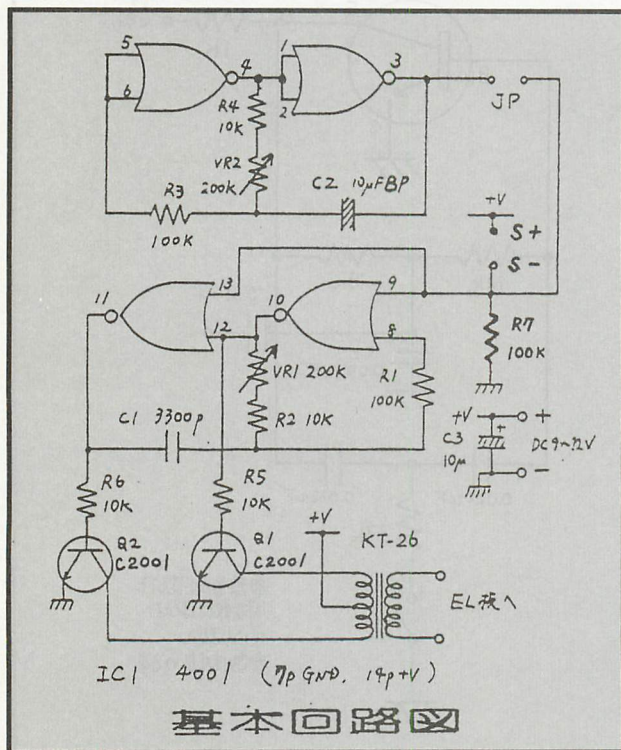 5
4
6
1
3
2
R4
10K
JP
VR2
200K
C2 10μF BP
R3
100K
+V
S+
S-
11
13
10
9
12
8
VR1 200K
R1
100K
R7
100K
C1 3300p
R2 10K
+V
+
C3
10μ
DC9~12V
-
R6
10K
R5
10K
+V
Q2
C2001
Q1
C2001
KT-26
EL板へ
IC1 4001 (7p GND, 14p+V)
基本回路図